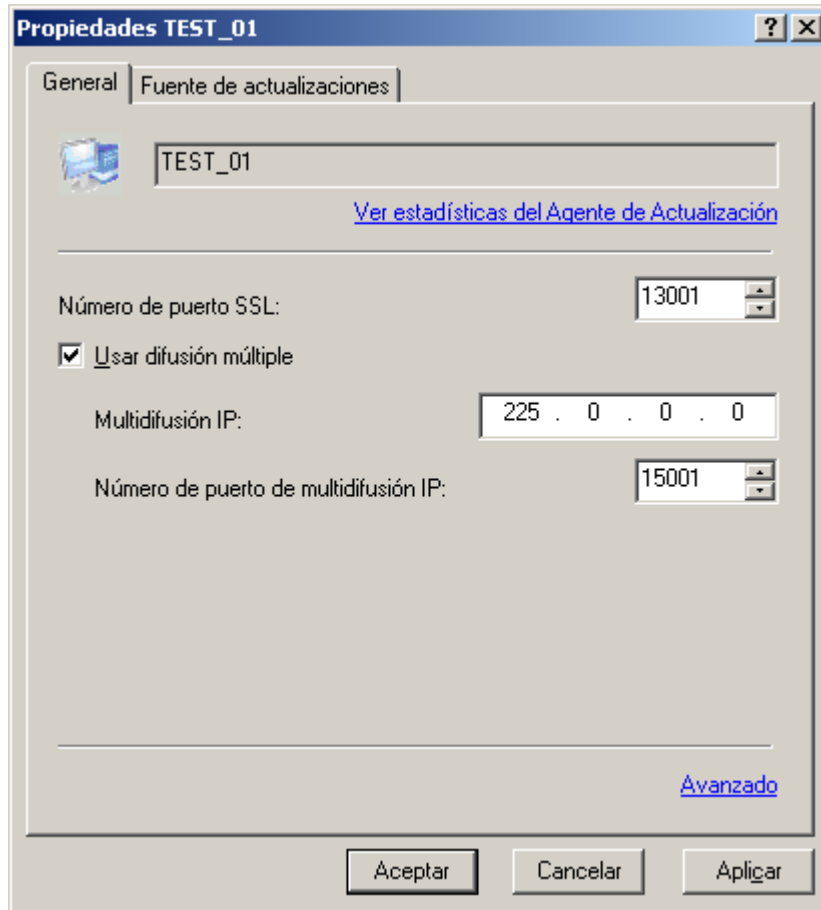 Propiedades TEST_01
General Fuente de actualizaciones
TEST_01
Ver estadísticas del Agente de Actualización
Número de puerto SSL: 13001
Usar difusión múltiple
Multidifusión IP: 225 . 0 . 0 . 0
Número de puerto de multidifusión IP: 15001
Avanzado
Aceptar Cancelar Aplicar